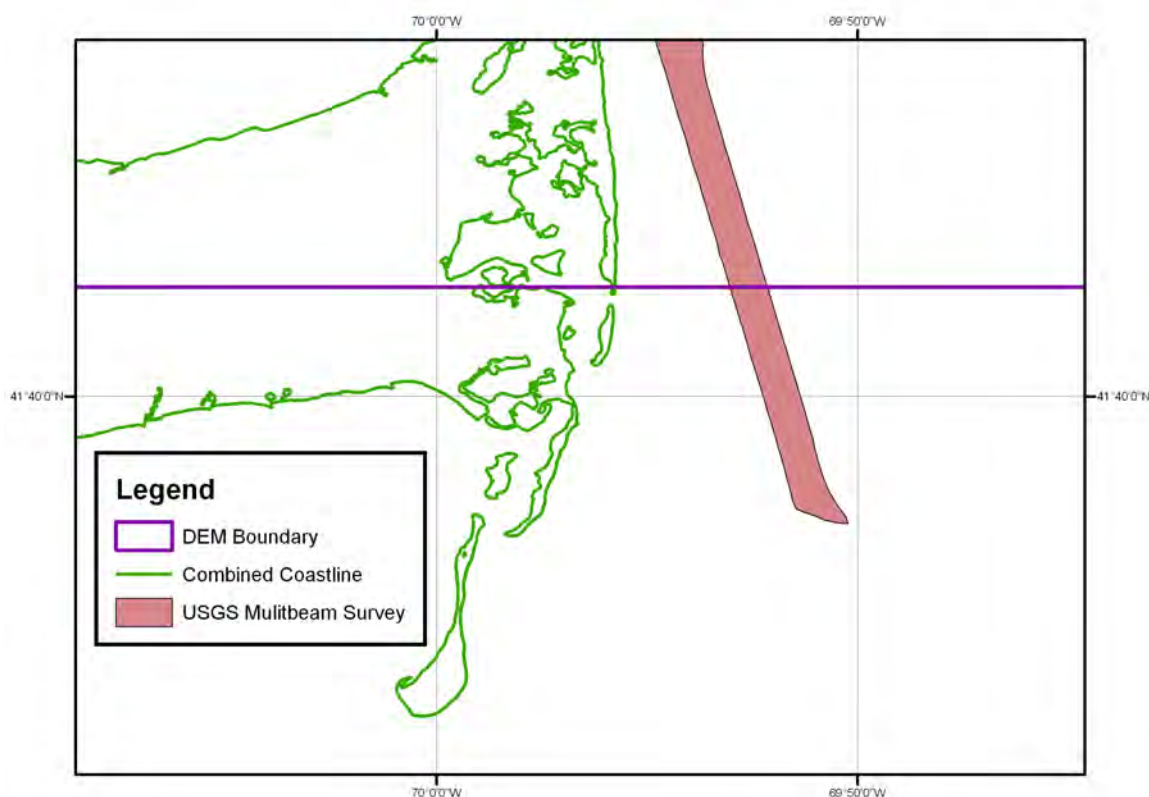 70°0'0"W
69°50'0"W
41°40'0"N
41°40'0"N
Legend
DEM Boundary
Combined Coastline
USGS Mulitbeam Survey
70°0'0"W
69°50'0"W